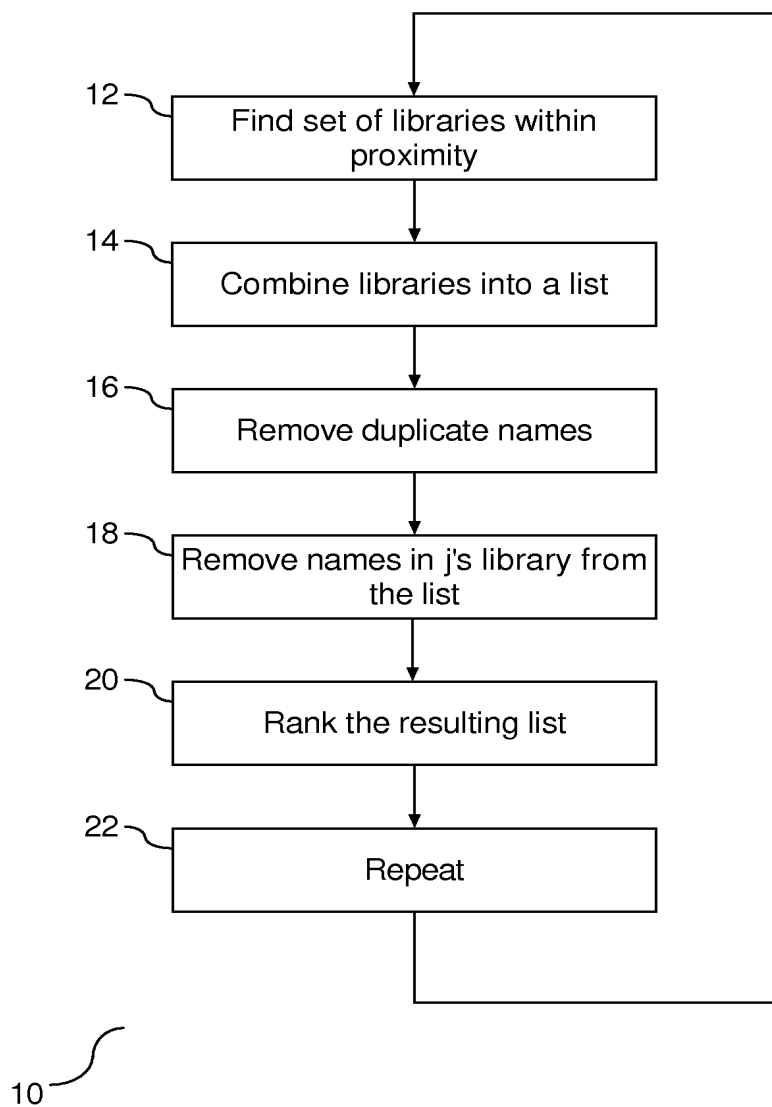 12
Find set of libraries within
proximity
14
Combine libraries into a list
16
Remove duplicate names
18
Remove names in j's library from
the list
20
Rank the resulting list
22
Repeat
10